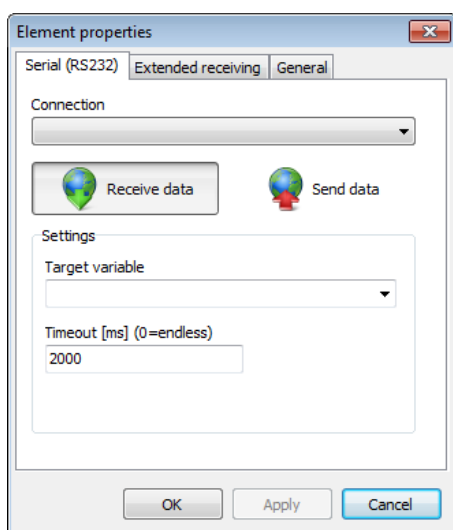 Element properties
Serial (RS232) Extended receiving General
Connection
Receive data Send data
Settings
Target variable
Timeout [ms] (0=endless)
2000
OK Apply Cancel